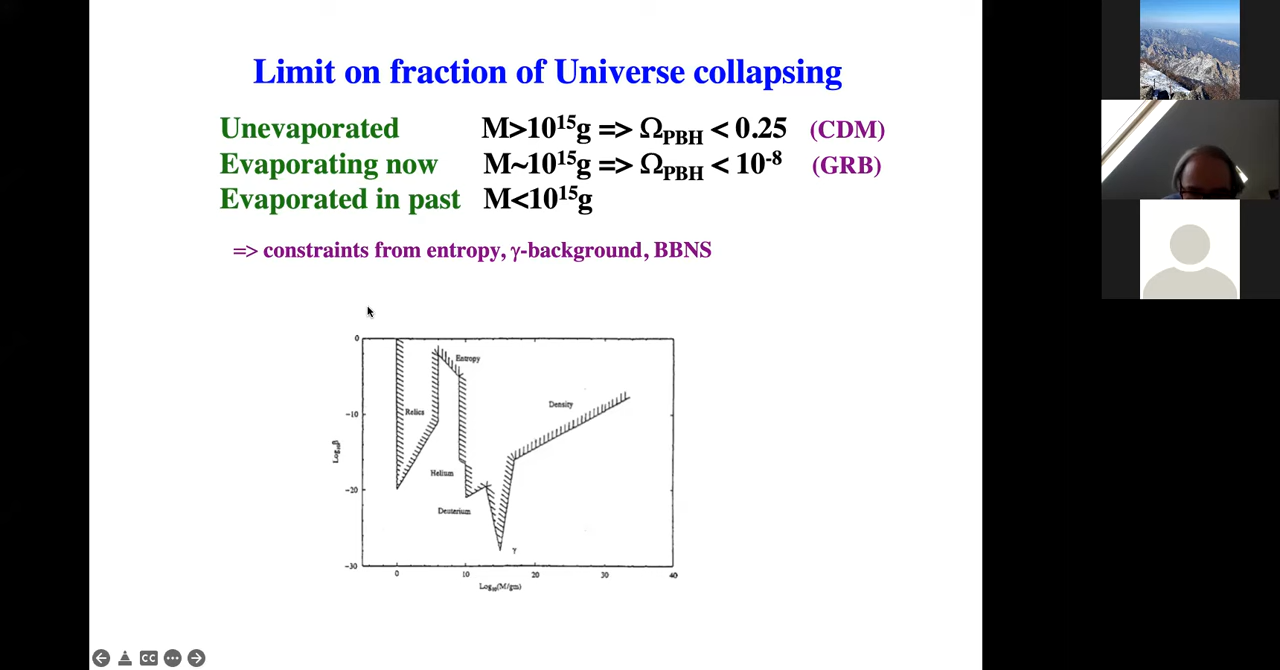 Limit on fraction of Universe collapsing
Unevaporated M>10¹⁵g => Ω_PBH < 0.25 (CDM)
Evaporating now M~10¹⁵g => Ω_PBH < 10⁻⁸ (GRB)
Evaporated in past M<10¹⁵g
=> constraints from entropy, γ-background, BBNS
0
Entropy
Density
Relics
-10
Log₁₀β
Helium
-20
Deuterium
γ
-30
0 10 20 30 40
Log₁₀(M/gm)
CC